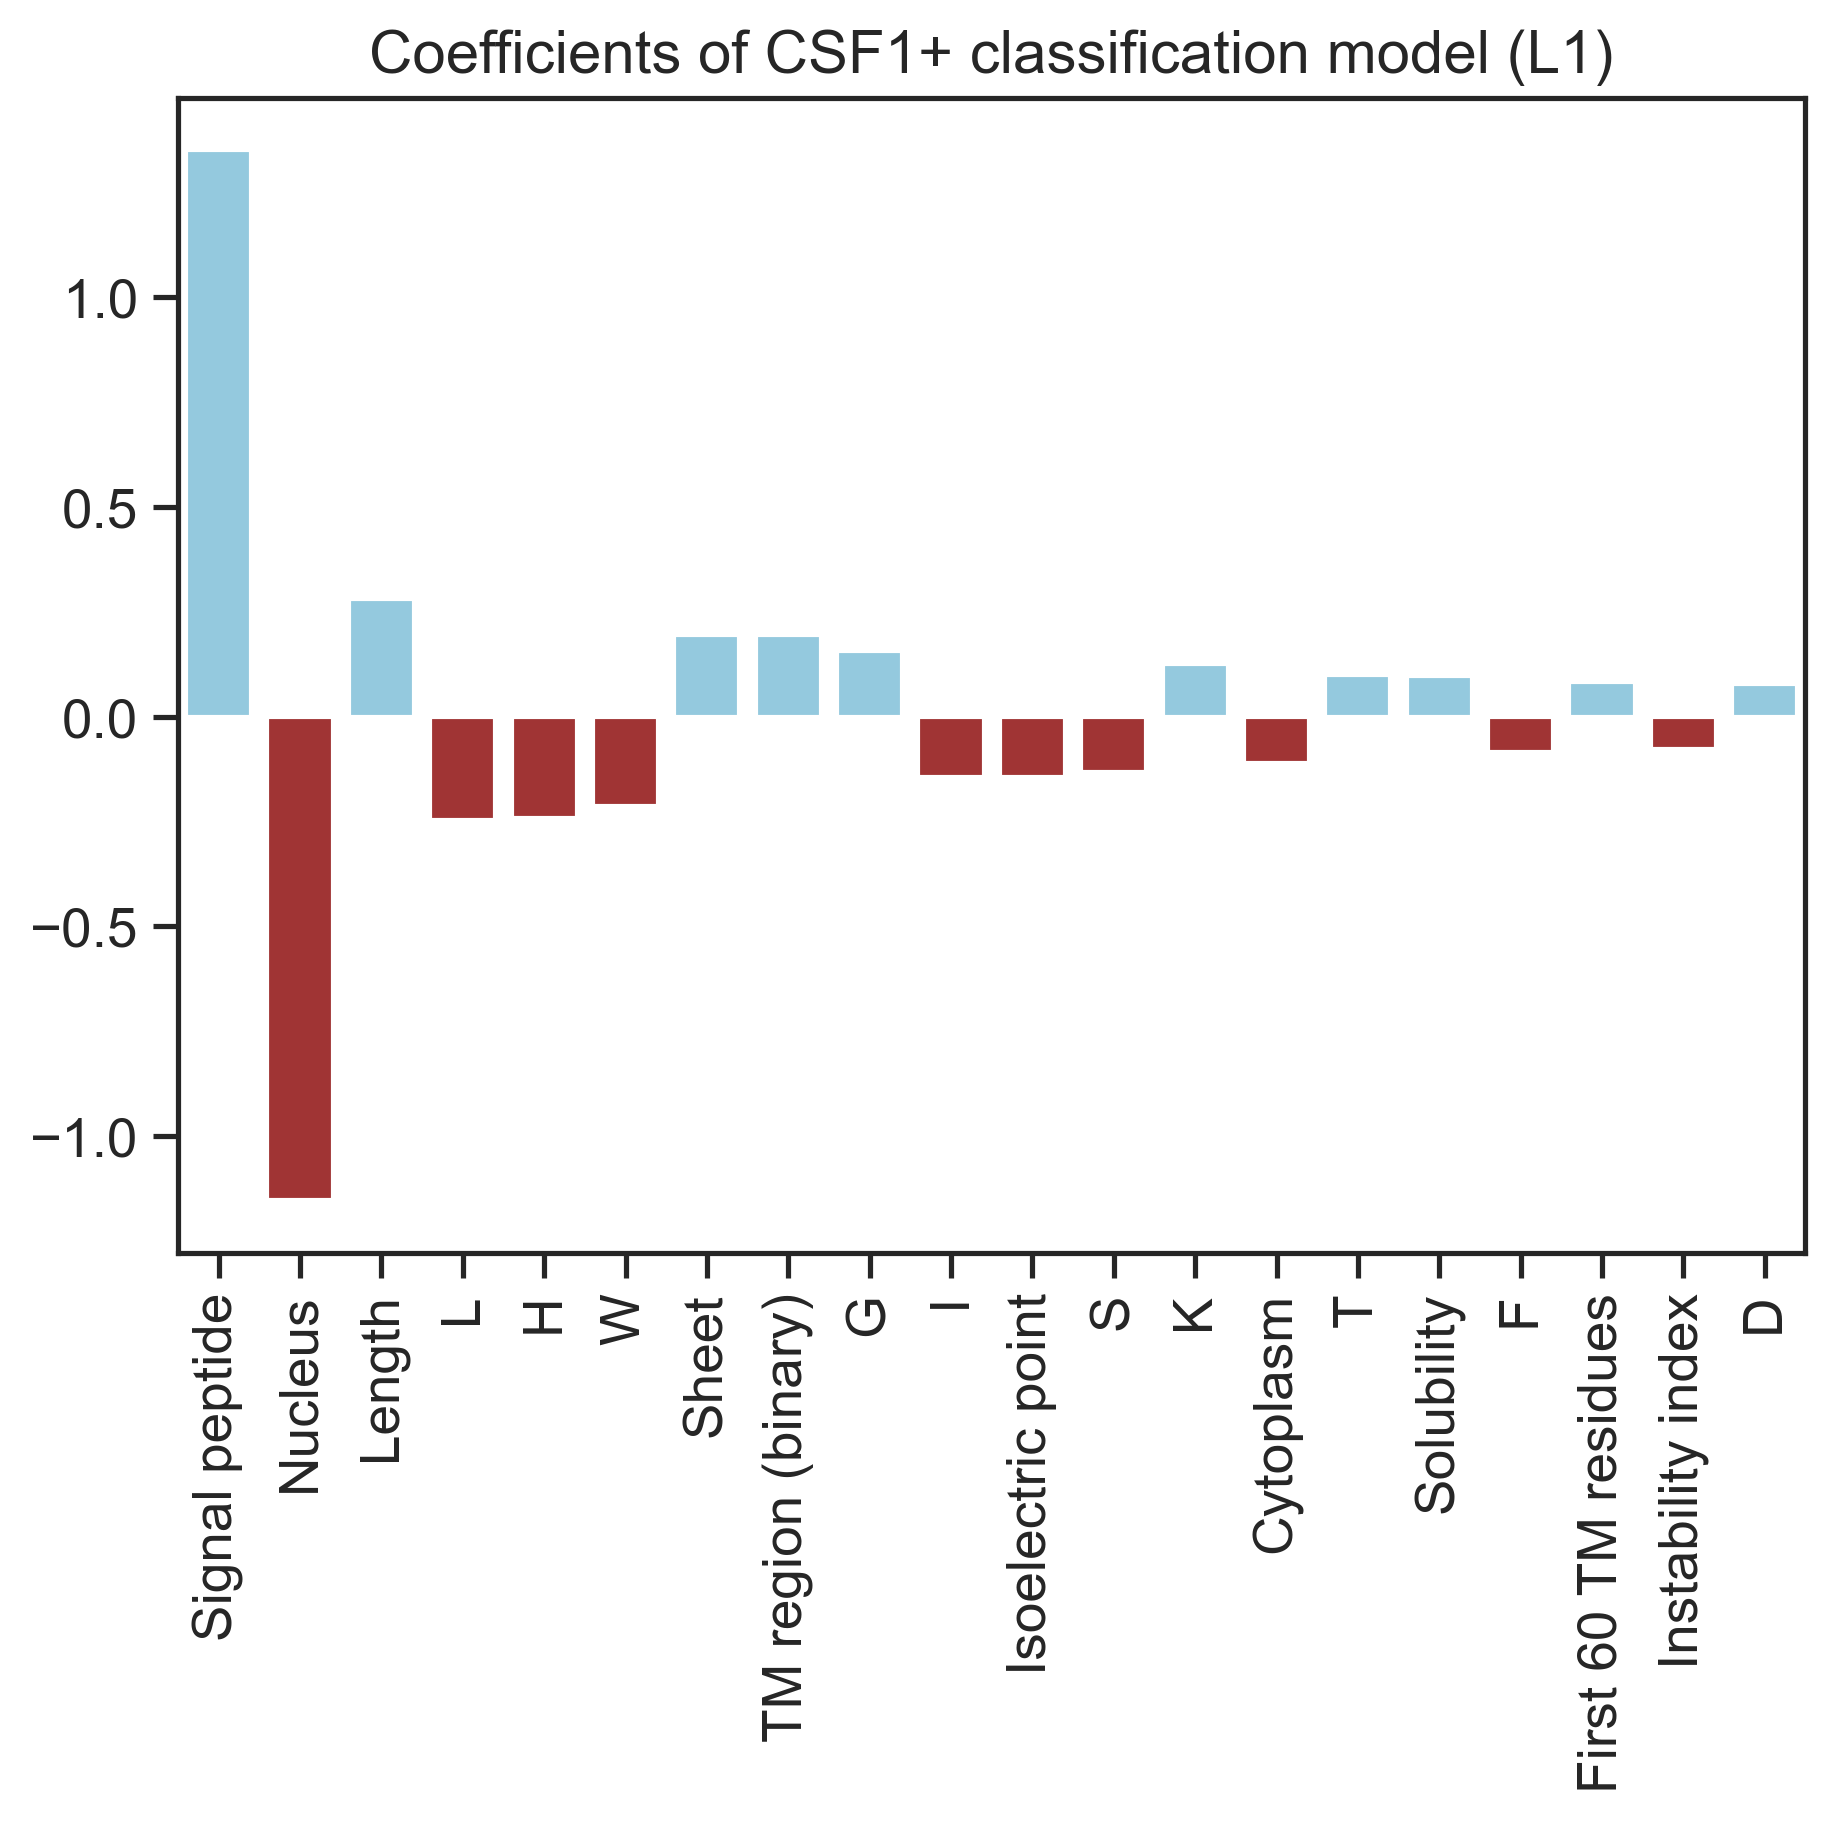 Coefficients of CSF1+ classification model (L1)
1.0
0.5
0.0
−0.5
−1.0
Signal peptide
Nucleus
Length
L
H
W
Sheet
TM region (binary)
G
I
Isoelectric point
S
K
Cytoplasm
T
Solubility
F
First 60 TM residues
Instability index
D